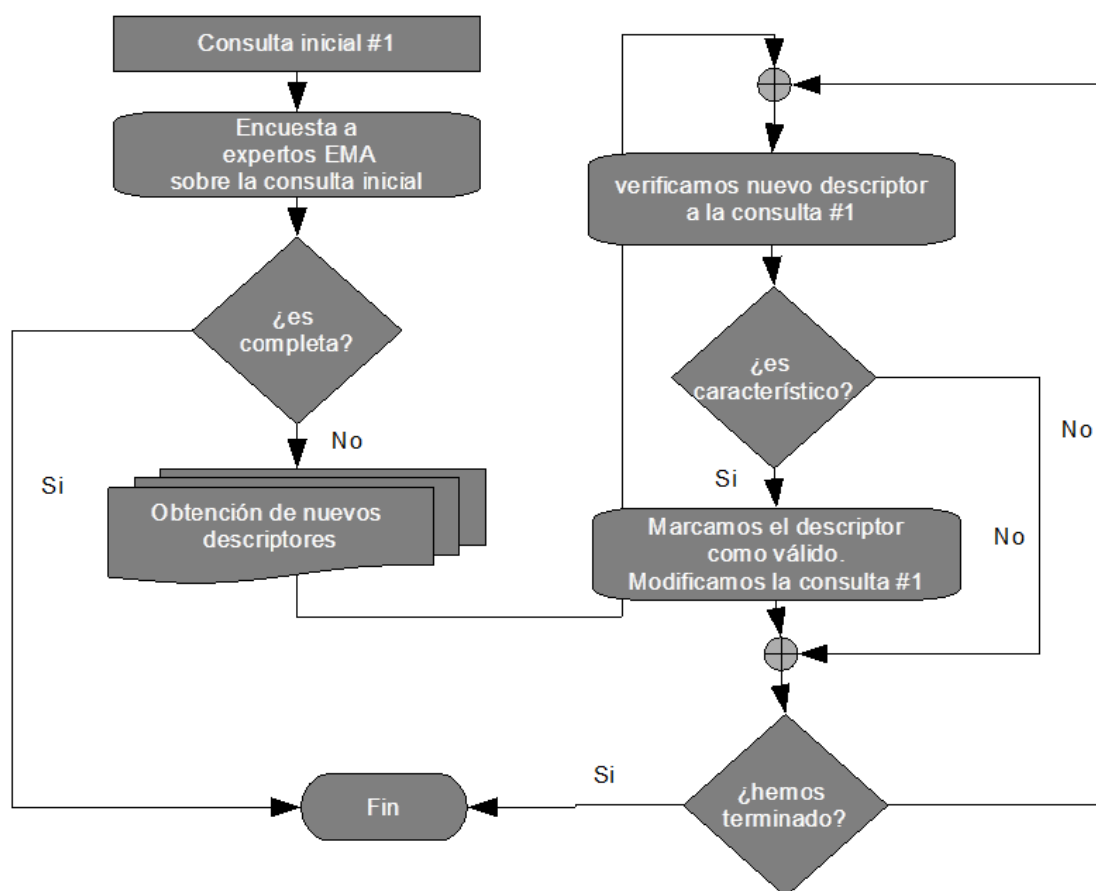 Consulta inicial #1
Encuesta a
expertos EMA
sobre la consulta inicial
¿es
completa?
No
Si
Obtención de nuevos
descriptores
verificamos nuevo descriptor
a la consulta #1
¿es
característico?
No
Si
No
Marcamos el descriptor
como válido.
Modificamos la consulta #1
¿hemos
terminado?
Si
Fin